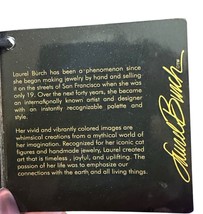 Laurel Burch has been a phenomenon since
she began making jewelry by hand and selling
it on the streets of San Francisco when she
was only 19. Over the next forty years, she became
an internationally known artist and designer
with an instantly recognizable palette and
style.
Her vivid and vibrantly colored images are
whimsical creations from a mythical world of
her imagination. Recognized for her iconic cat
figures and handmade jewelry, Laurel created
art that is timeless, joyful, and uplifting. The
passion of her life was to emphasize our
connections with the earth and all living things.
Laurel Burch